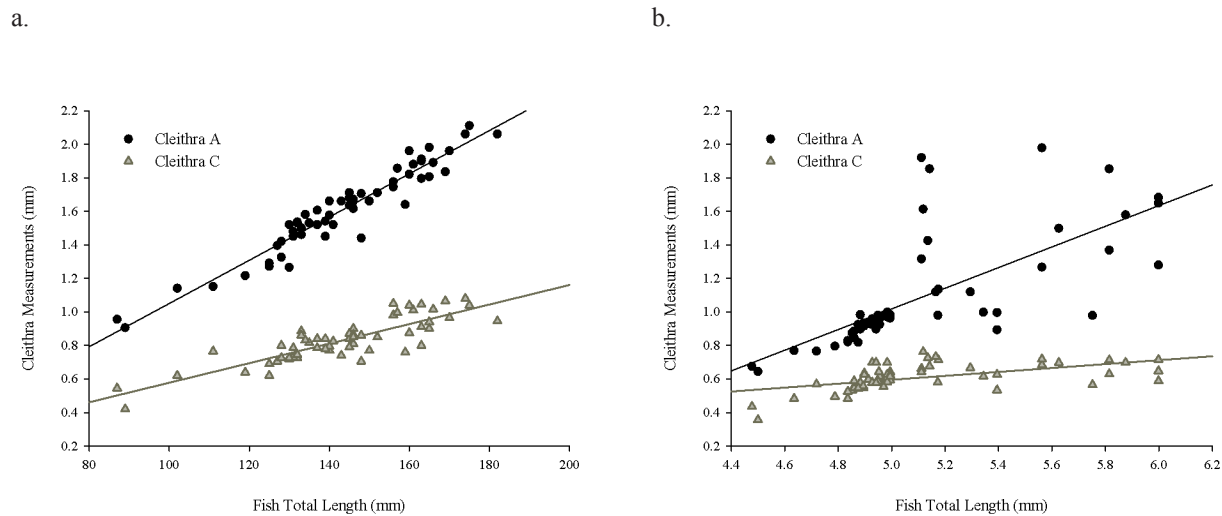 a.
b.
2.2
2.0
1.8
1.6
1.4
1.2
1.0
0.8
0.6
0.4
0.2
Cleithra Measurements (mm)
Cleithra A
Cleithra C
80 100 120 140 160 180 200
Fish Total Length (mm)
2.2
2.0
1.8
1.6
1.4
1.2
1.0
0.8
0.6
0.4
0.2
Cleithra Measurements (mm)
Cleithra A
Cleithra C
4.4 4.6 4.8 5.0 5.2 5.4 5.6 5.8 6.0 6.2
Fish Total Length (mm)